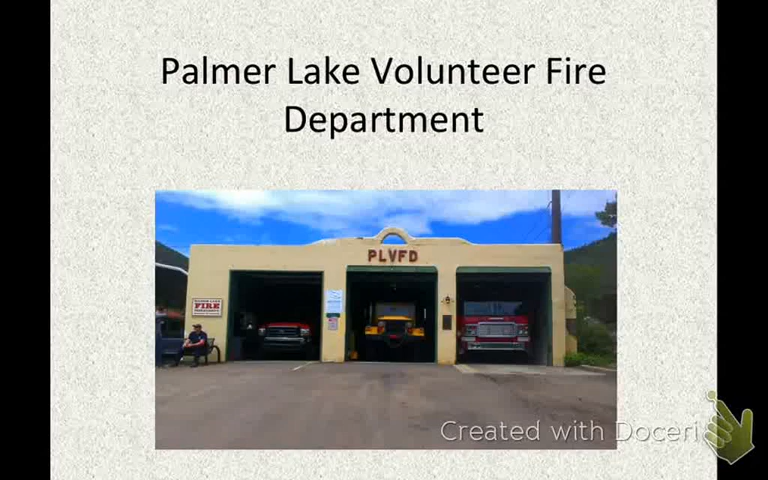 Palmer Lake Volunteer Fire
Department
PLVFD
FIRE
Created with Doceri